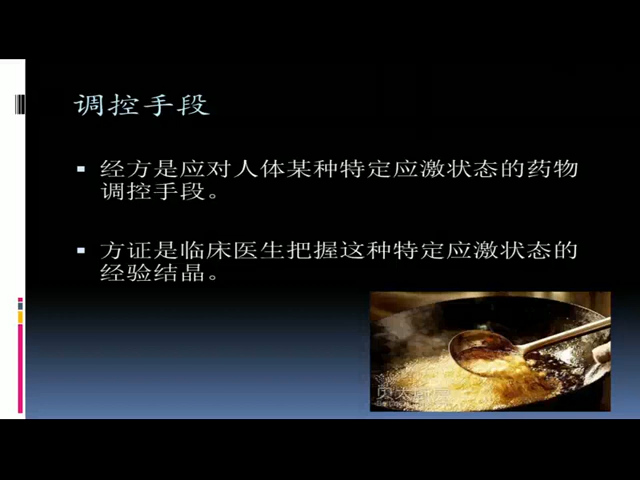 调控手段
经方是应对人体某种特定应激状态的药物
调控手段。
方证是临床医生把握这种特定应激状态的
经验结晶。